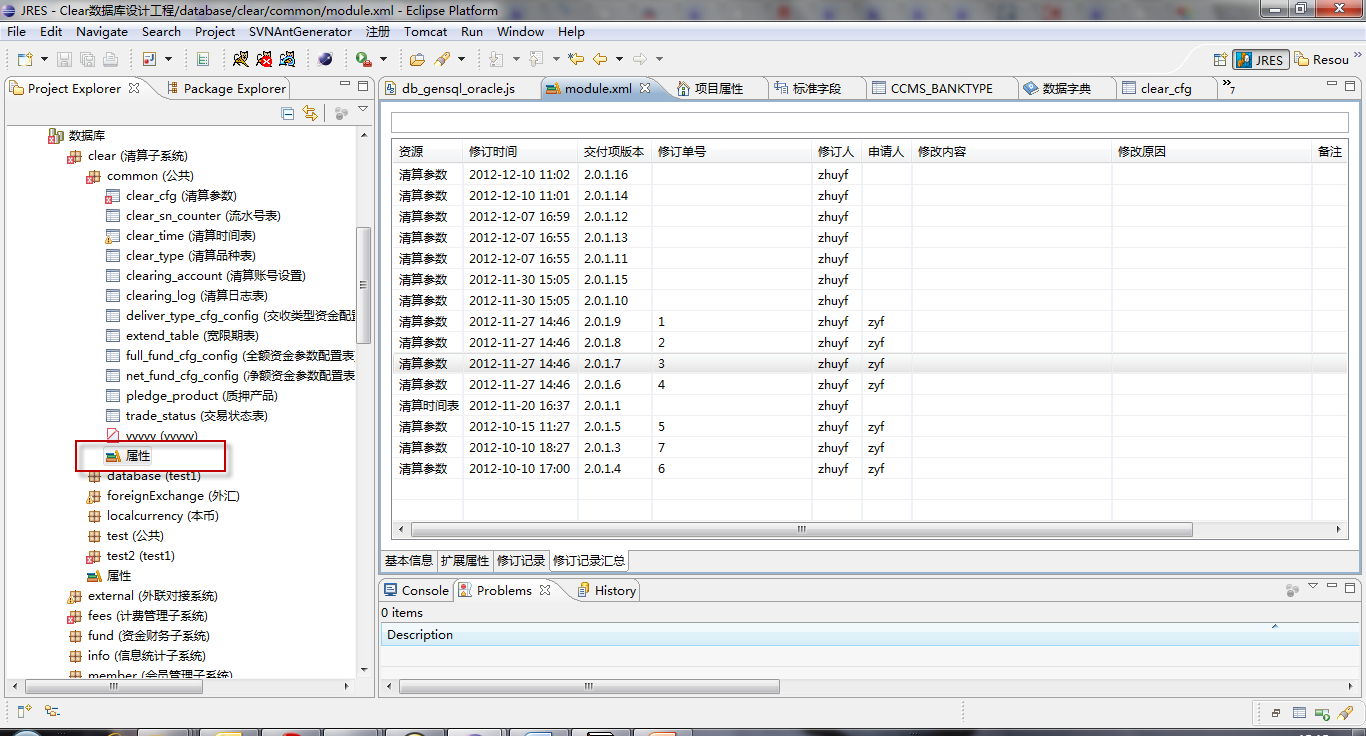 JRES - Clear数据库设计工程/database/clear/common/module.xml - Eclipse Platform
File Edit Navigate Search Project SVNAntGenerator 注册 Tomcat Run Window Help
JRES Resou
Project Explorer Package Explorer
db_gensql_oracle.js module.xml 项目属性 标准字段 CCMS_BANKTYPE 数据字典 clear_cfg 7
数据库
clear (清算子系统)
common (公共)
clear_cfg (清算参数)
clear_sn_counter (流水号表)
clear_time (清算时间表)
clear_type (清算品种表)
clearing_account (清算账号设置)
clearing_log (清算日志表)
deliver_type_cfg_config (交收类型资金配
extend_table (宽限期表)
full_fund_cfg_config (全额资金参数配置表
net_fund_cfg_config (净额资金参数配置表
pledge_product (质押产品)
trade_status (交易状态表)
yyyyy (yyyyy)
属性
database (test1)
foreignExchange (外汇)
localcurrency (本币)
test (公共)
test2 (test1)
属性
external (外联对接系统)
fees (计费管理子系统)
fund (资金财务子系统)
info (信息统计子系统)
member (会员管理子系统)
资源 修订时间 交付项版本 修订单号 修订人 申请人 修改内容 修改原因 备注
清算参数 2012-12-10 11:02 2.0.1.16 zhuyf
清算参数 2012-12-10 11:01 2.0.1.14 zhuyf
清算参数 2012-12-07 16:59 2.0.1.12 zhuyf
清算参数 2012-12-07 16:55 2.0.1.13 zhuyf
清算参数 2012-12-07 16:55 2.0.1.11 zhuyf
清算参数 2012-11-30 15:05 2.0.1.15 zhuyf
清算参数 2012-11-30 15:05 2.0.1.10 zhuyf
清算参数 2012-11-27 14:46 2.0.1.9 1 zhuyf zyf
清算参数 2012-11-27 14:46 2.0.1.8 2 zhuyf zyf
清算参数 2012-11-27 14:46 2.0.1.7 3 zhuyf zyf
清算参数 2012-11-27 14:46 2.0.1.6 4 zhuyf zyf
清算时间表 2012-11-20 16:37 2.0.1.1 zhuyf
清算参数 2012-10-15 11:27 2.0.1.5 5 zhuyf zyf
清算参数 2012-10-10 18:27 2.0.1.3 7 zhuyf zyf
清算参数 2012-10-10 17:00 2.0.1.4 6 zhuyf zyf
基本信息 扩展属性 修订记录 修订记录汇总
Console Problems History
0 items
Description